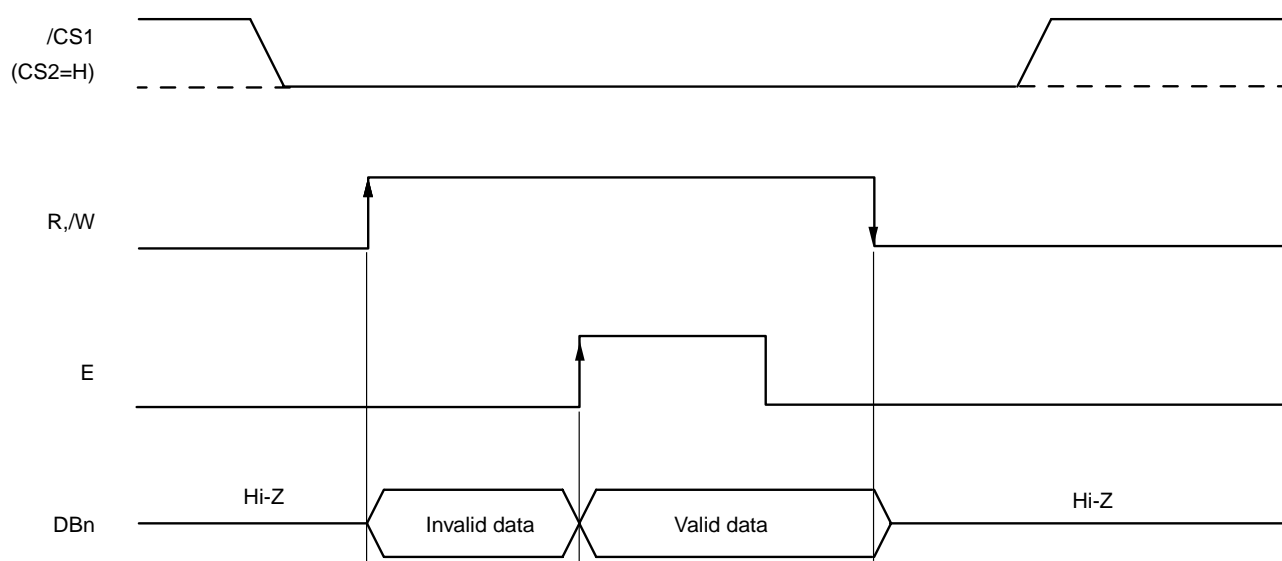 /CS1
(CS2=H)
R,/W
E
Hi-Z
Hi-Z
DBn
Invalid data
Valid data